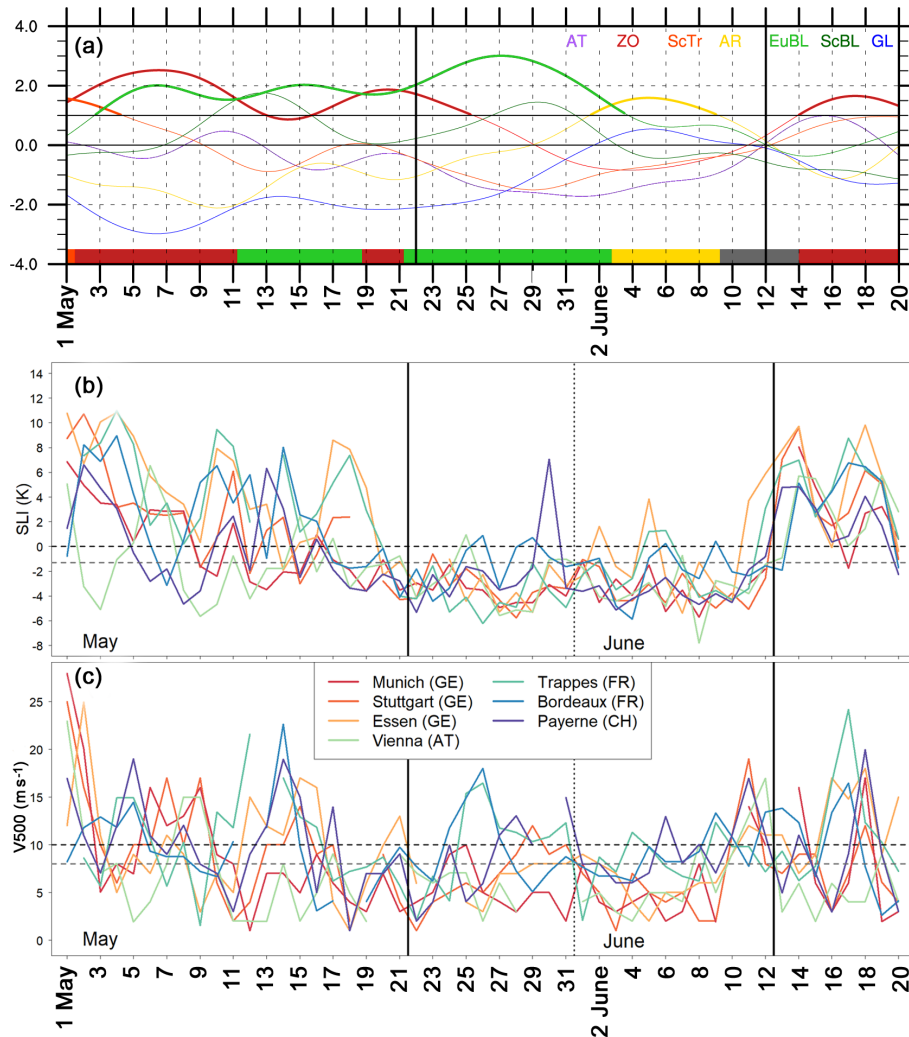 (a)
AT ZO ScTr AR EuBL ScBL GL
4.0
2.0
0.0
-2.0
-4.0
1 May 3 5 7 9 11 13 15 17 19 21 23 25 27 29 31 2 June 4 6 8 10 12 14 16 18 20
(b)
SLI (K)
14
12
10
8
6
4
2
0
-2
-4
-6
-8
May June
(c)
V500 (m s-1)
25
20
15
10
5
0
Munich (GE) Trappes (FR)
Stuttgart (GE) Bordeaux (FR)
Essen (GE) Payerne (CH)
Vienna (AT)
May June
1 May 3 5 7 9 11 13 15 17 19 21 23 25 27 29 31 2 June 4 6 8 10 12 14 16 18 20